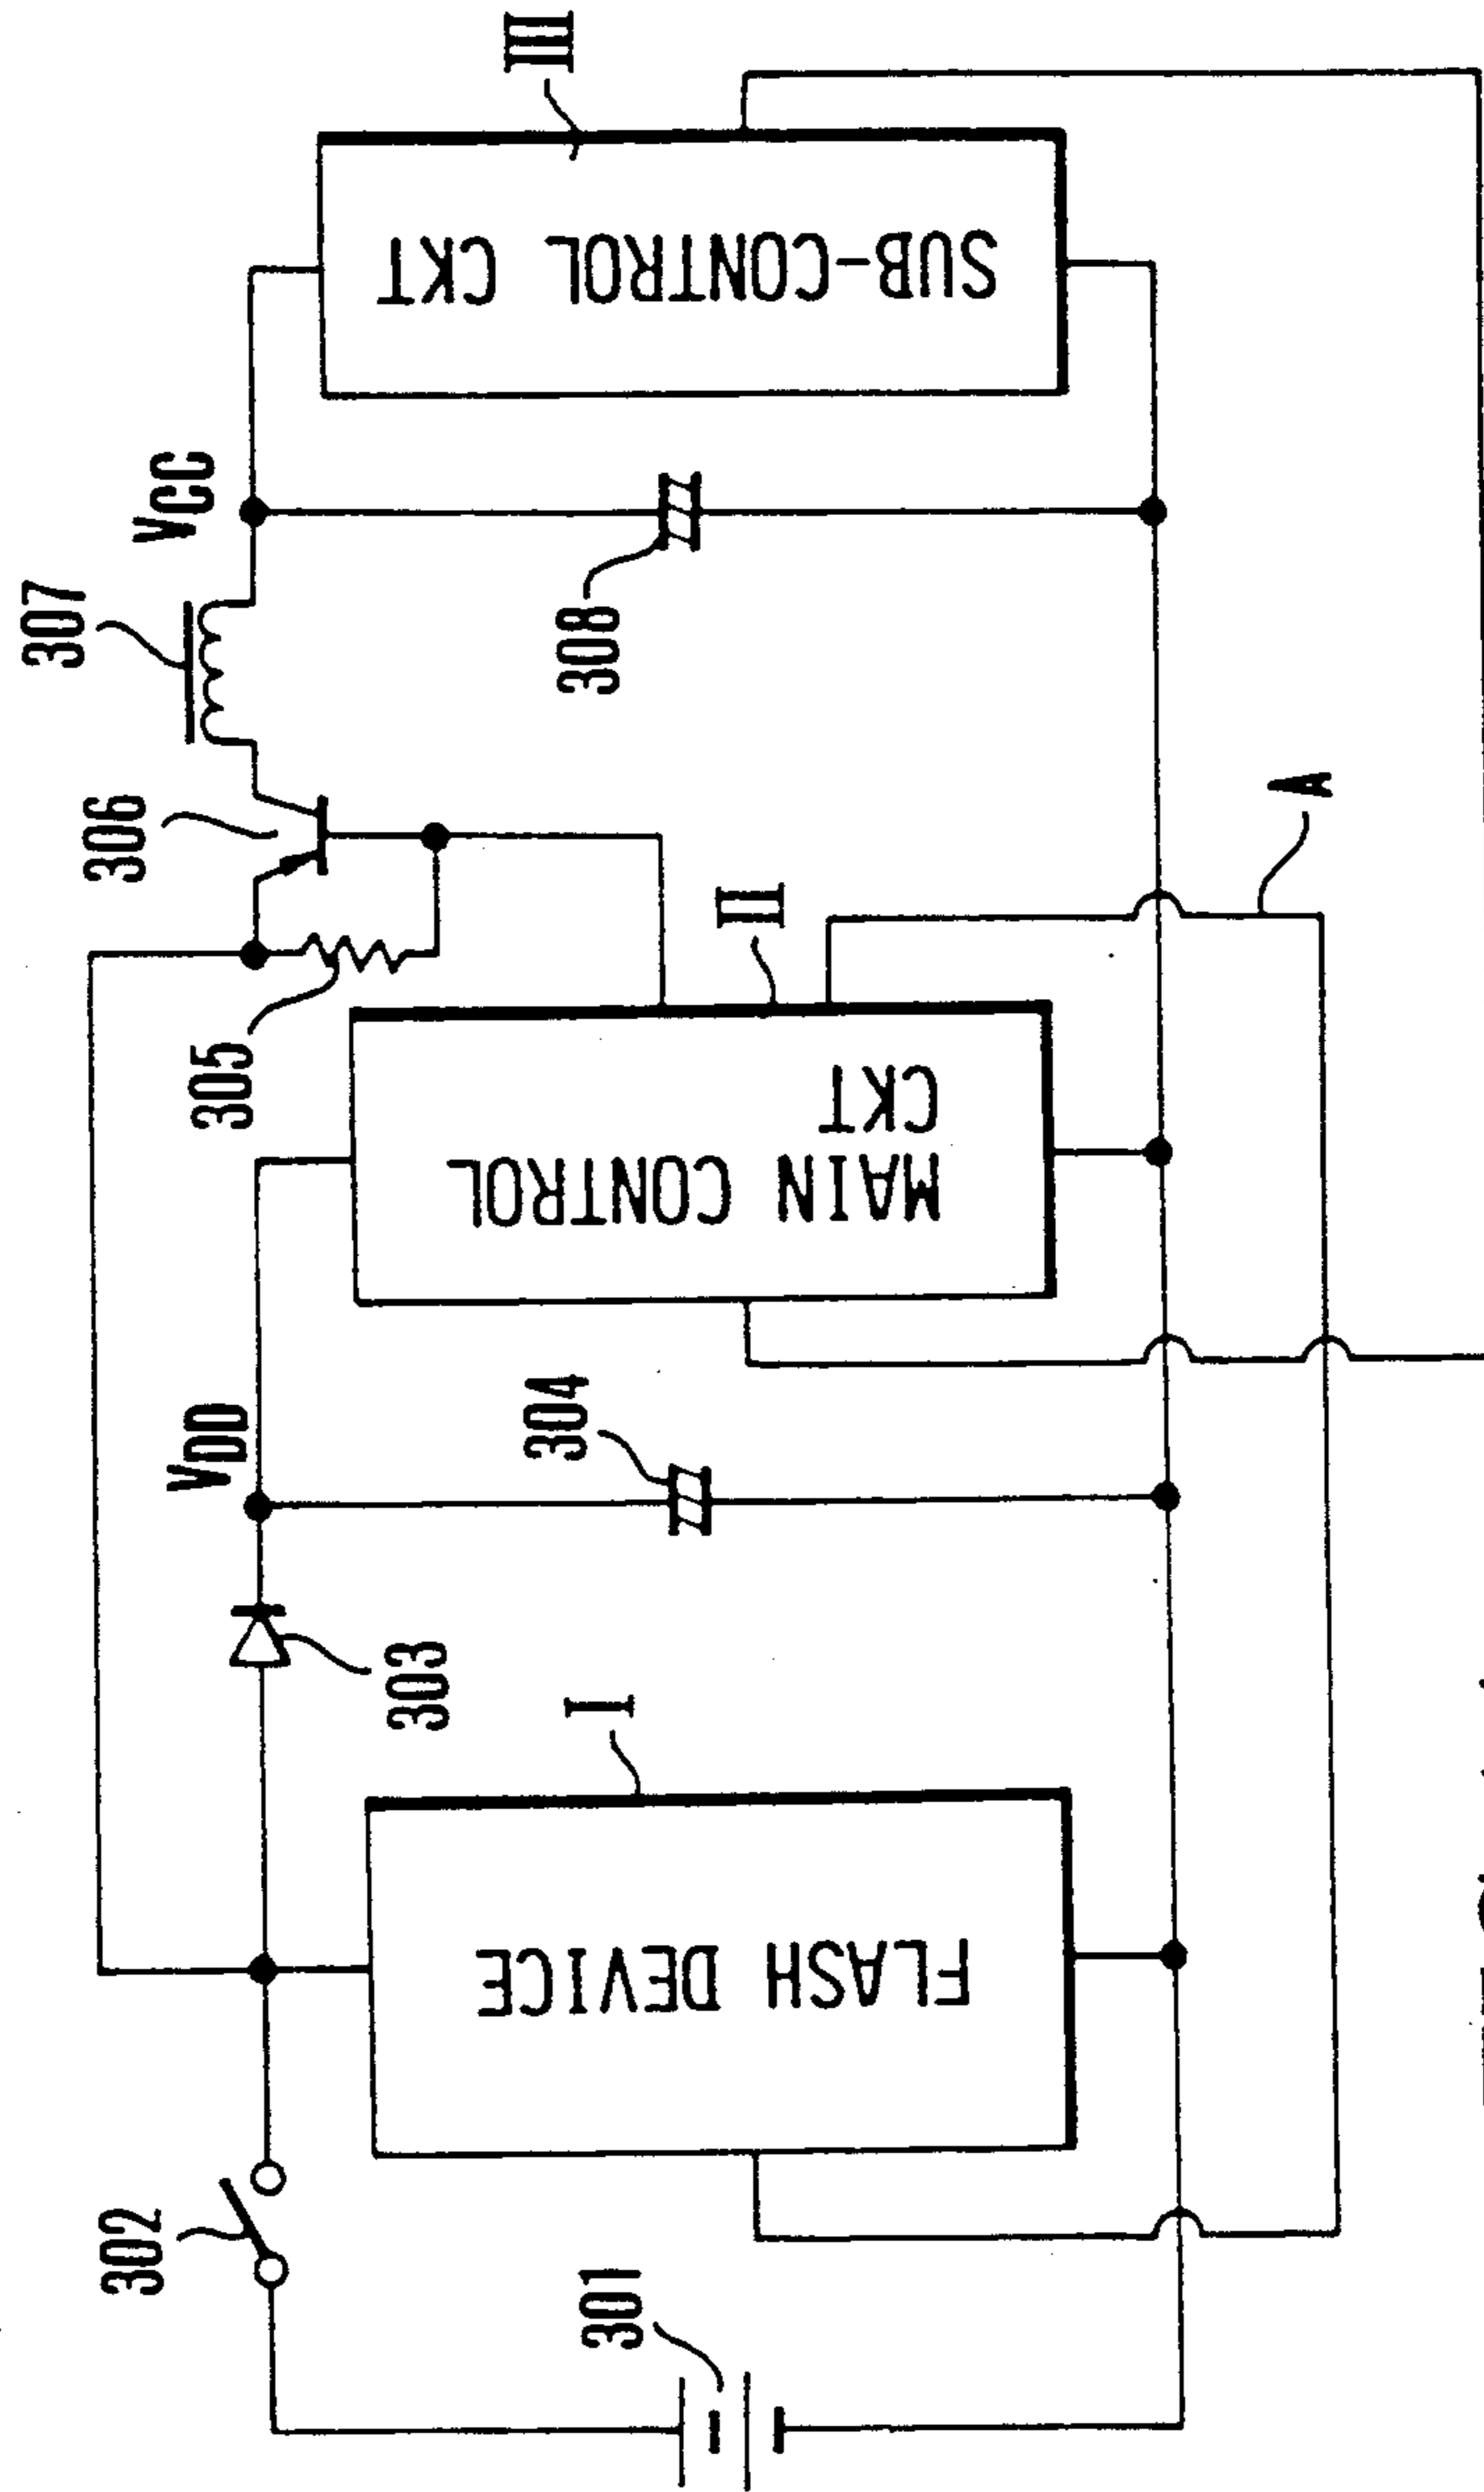 302
301
FLASH DEVICE
I
303
VDD
304
MAIN CONTROL
CKT
II
305
306
307
VCC
308
A
SUB-CONTROL CKT
III